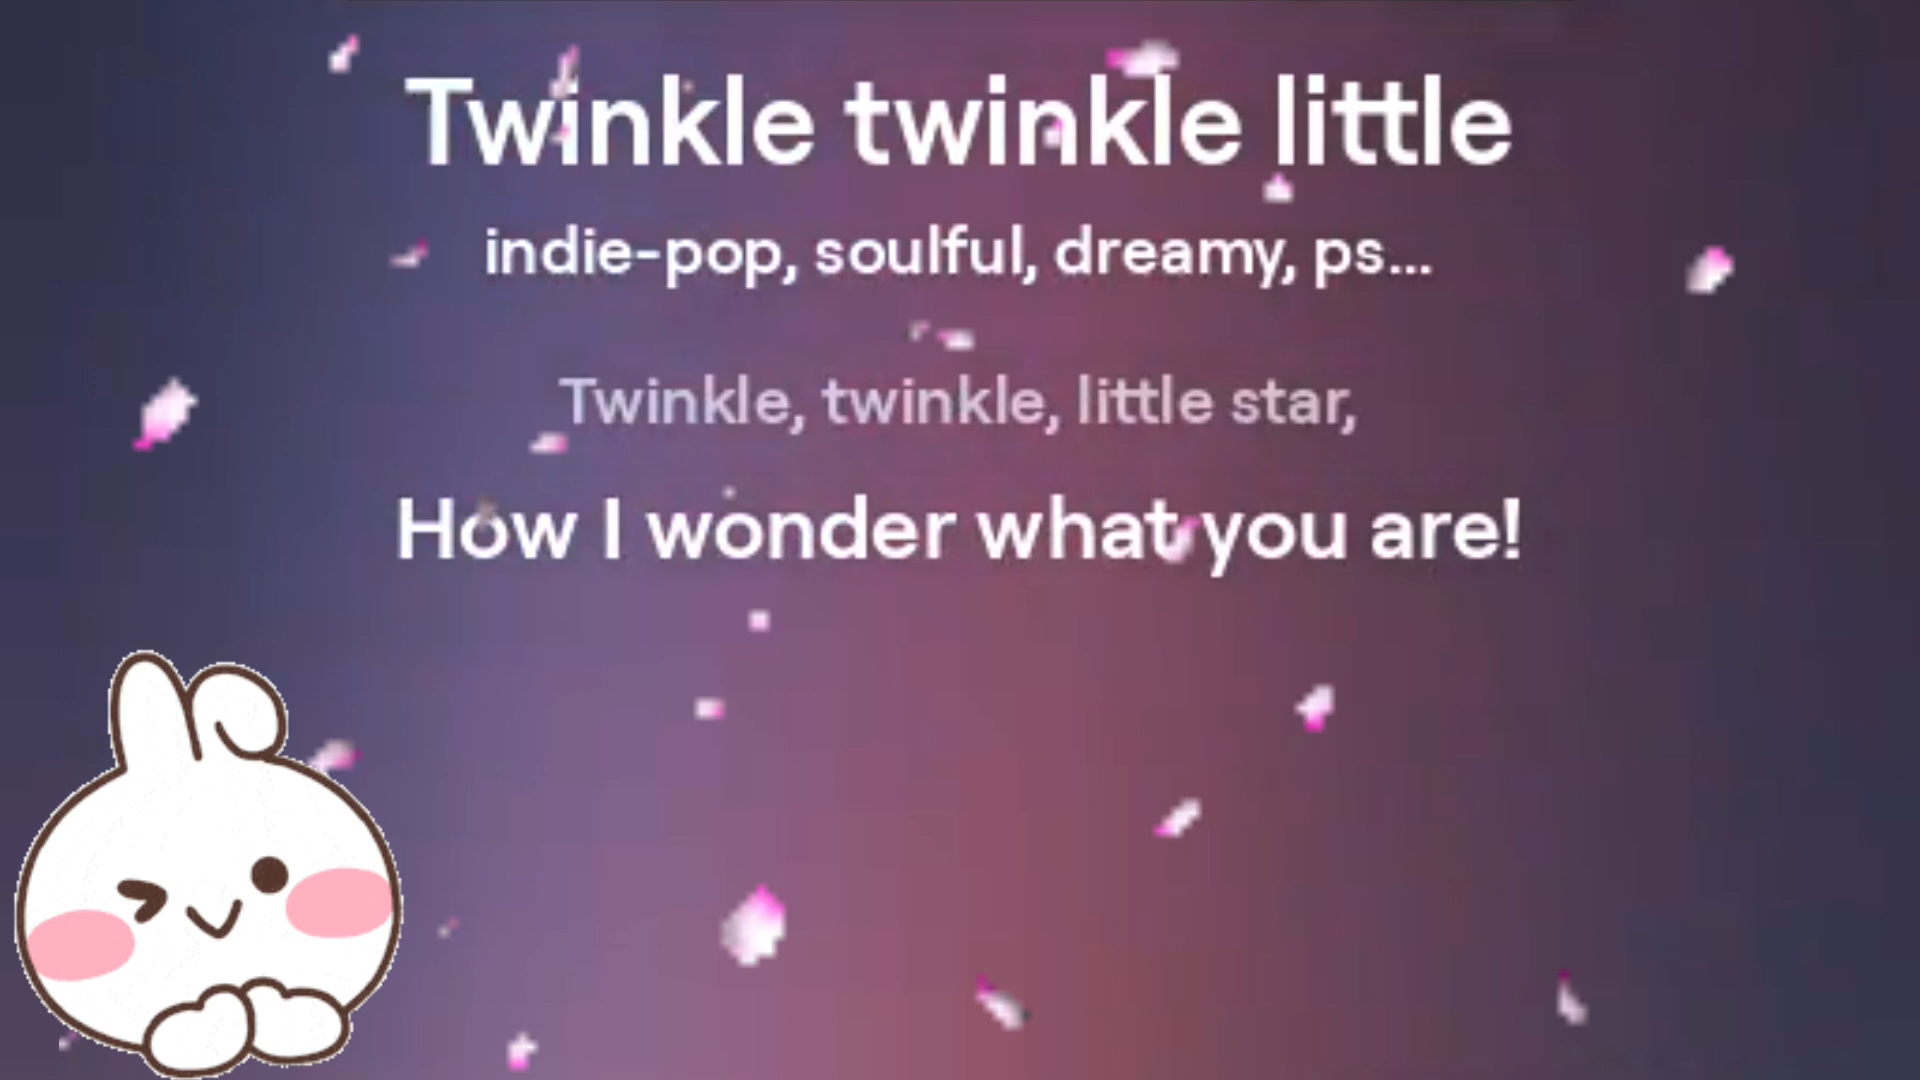 Twinkle twinkle little
indie-pop, soulful, dreamy, ps...
Twinkle, twinkle, little star,
How I wonder what you are!